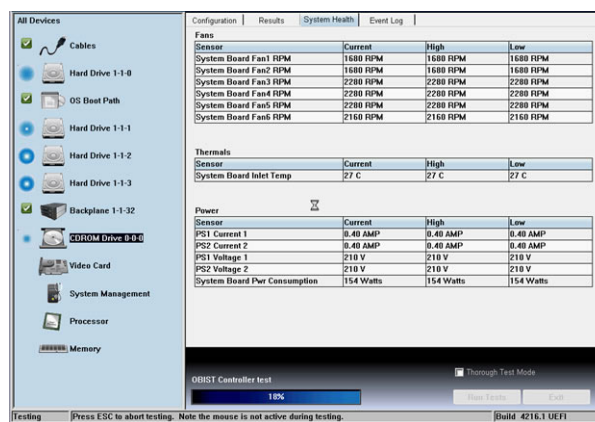 All Devices
Cables
Hard Drive 1-1-0
OS Boot Path
Hard Drive 1-1-1
Hard Drive 1-1-2
Hard Drive 1-1-3
Backplane 1-1-32
CDROM Drive 0-0-0
Video Card
System Management
Processor
Memory
Configuration Results System Health Event Log
Fans
Sensor Current High Low
System Board Fan1 RPM 1680 RPM 1680 RPM 1680 RPM
System Board Fan2 RPM 1680 RPM 1680 RPM 1680 RPM
System Board Fan3 RPM 2280 RPM 2280 RPM 2280 RPM
System Board Fan4 RPM 2280 RPM 2280 RPM 2280 RPM
System Board Fan5 RPM 2280 RPM 2280 RPM 2280 RPM
System Board Fan6 RPM 2160 RPM 2160 RPM 2160 RPM
Thermals
Sensor Current High Low
System Board Inlet Temp 27 C 27 C 27 C
Power
Sensor Current High Low
PS1 Current 1 0.40 AMP 0.40 AMP 0.40 AMP
PS2 Current 2 0.40 AMP 0.40 AMP 0.40 AMP
PS1 Voltage 1 210 V 210 V 210 V
PS2 Voltage 2 210 V 210 V 210 V
System Board Pwr Consumption 154 Watts 154 Watts 154 Watts
Thorough Test Mode
OBIST Controller test
18% Run Tests Exit
Testing Press ESC to abort testing. Note the mouse is not active during testing. Build 4216.1 UEFI